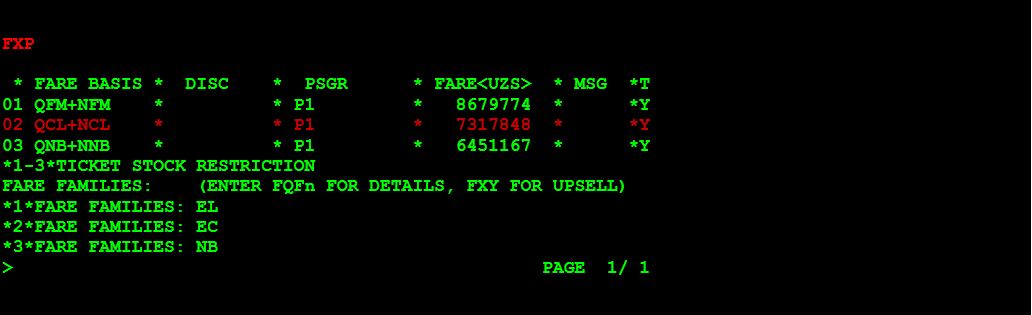 FXP
* FARE BASIS *  DISC    *  PSGR      * FARE<UZS>  * MSG  *T
01 QFM+NFM    *         * P1         *   8679774  *      *Y
02 QCL+NCL    *         * P1         *   7317848  *      *Y
03 QNB+NNB    *         * P1         *   6451167  *      *Y
*1-3*TICKET STOCK RESTRICTION
FARE FAMILIES:    (ENTER FQFn FOR DETAILS, FXY FOR UPSELL)
*1*FARE FAMILIES: EL
*2*FARE FAMILIES: EC
*3*FARE FAMILIES: NB
>                                                 PAGE  1/ 1